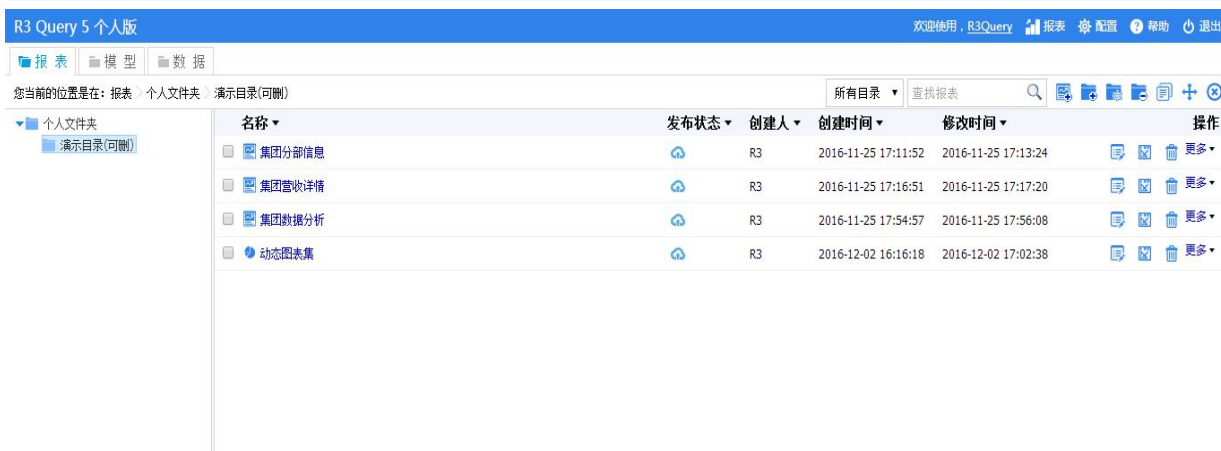 R3 Query 5 个人版 欢迎使用，R3Query 报表 配置 帮助 退出
报 表 模 型 数 据
您当前的位置是在：报表 个人文件夹 演示目录(可删) 所有目录 ▼ 查找报表
个人文件夹 名称▼ 发布状态▼ 创建人▼ 创建时间▼ 修改时间▼ 操作
演示目录(可删) 集团分部信息 R3 2016-11-25 17:11:52 2016-11-25 17:13:24 更多▼
集团营收详情 R3 2016-11-25 17:16:51 2016-11-25 17:17:20 更多▼
集团数据分析 R3 2016-11-25 17:54:57 2016-11-25 17:56:08 更多▼
动态图表集 R3 2016-12-02 16:16:18 2016-12-02 17:02:38 更多▼